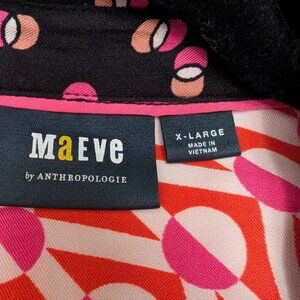 MaEve
by ANTHROPOLOGIE
X-LARGE
MADE IN
VIETNAM